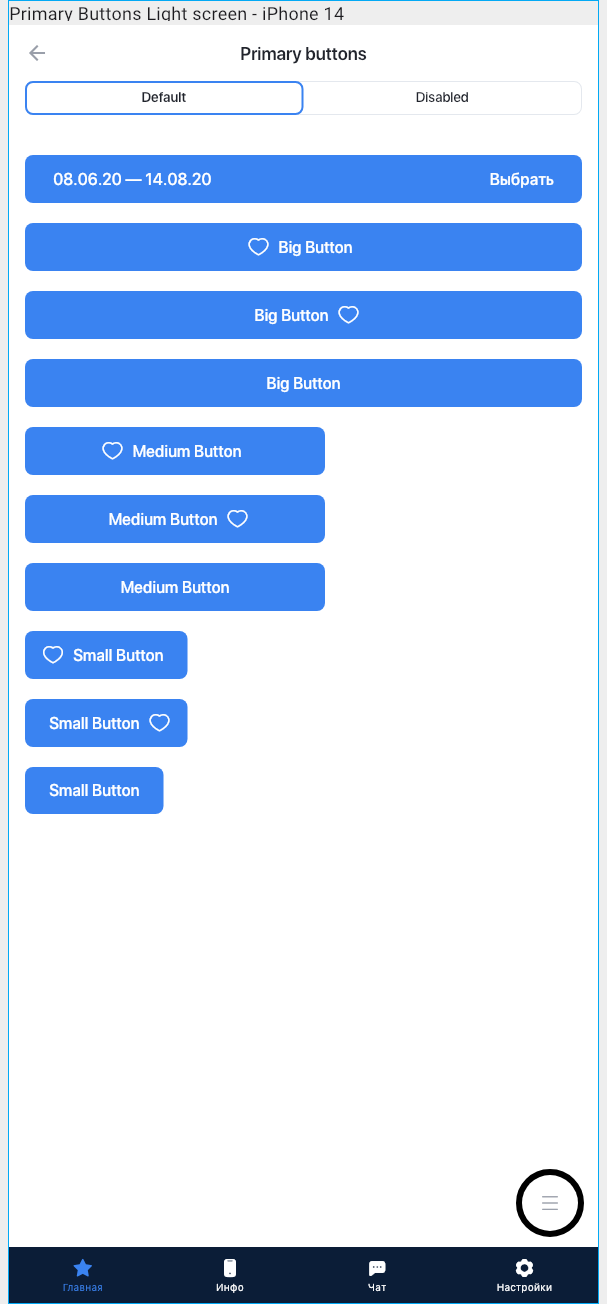 Primary Buttons Light screen - iPhone 14
Primary buttons
Default
Disabled
08.06.20 — 14.08.20
Выбрать
Big Button
Big Button
Big Button
Medium Button
Medium Button
Medium Button
Small Button
Small Button
Small Button
Главная
Инфо
Чат
Настройки